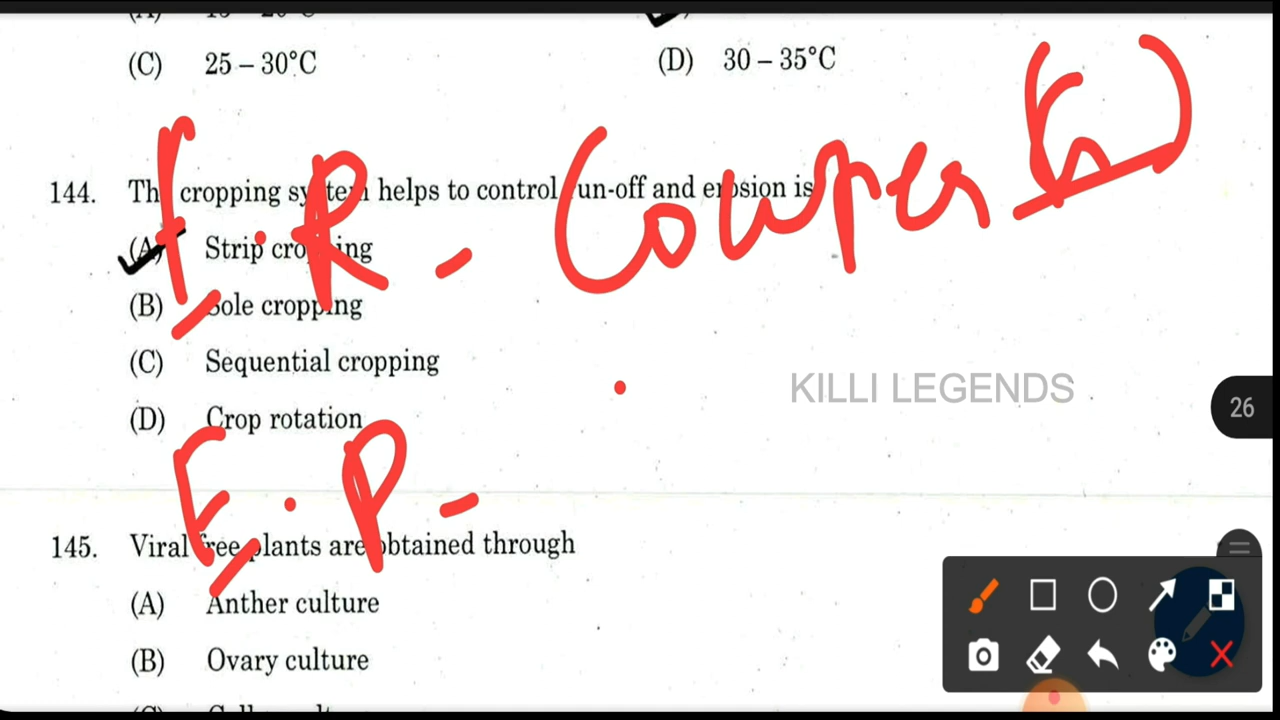 (A) 15 – 20°C
(C) 25 – 30°C
(D) 30 – 35°C
144. The cropping system helps to control run-off and erosion is
(A) Strip cropping
(B) Sole cropping
(C) Sequential cropping
(D) Crop rotation
E.R -
E.P -
KILLI LEGENDS
26
145. Viral free plants are obtained through
(A) Anther culture
(B) Ovary culture